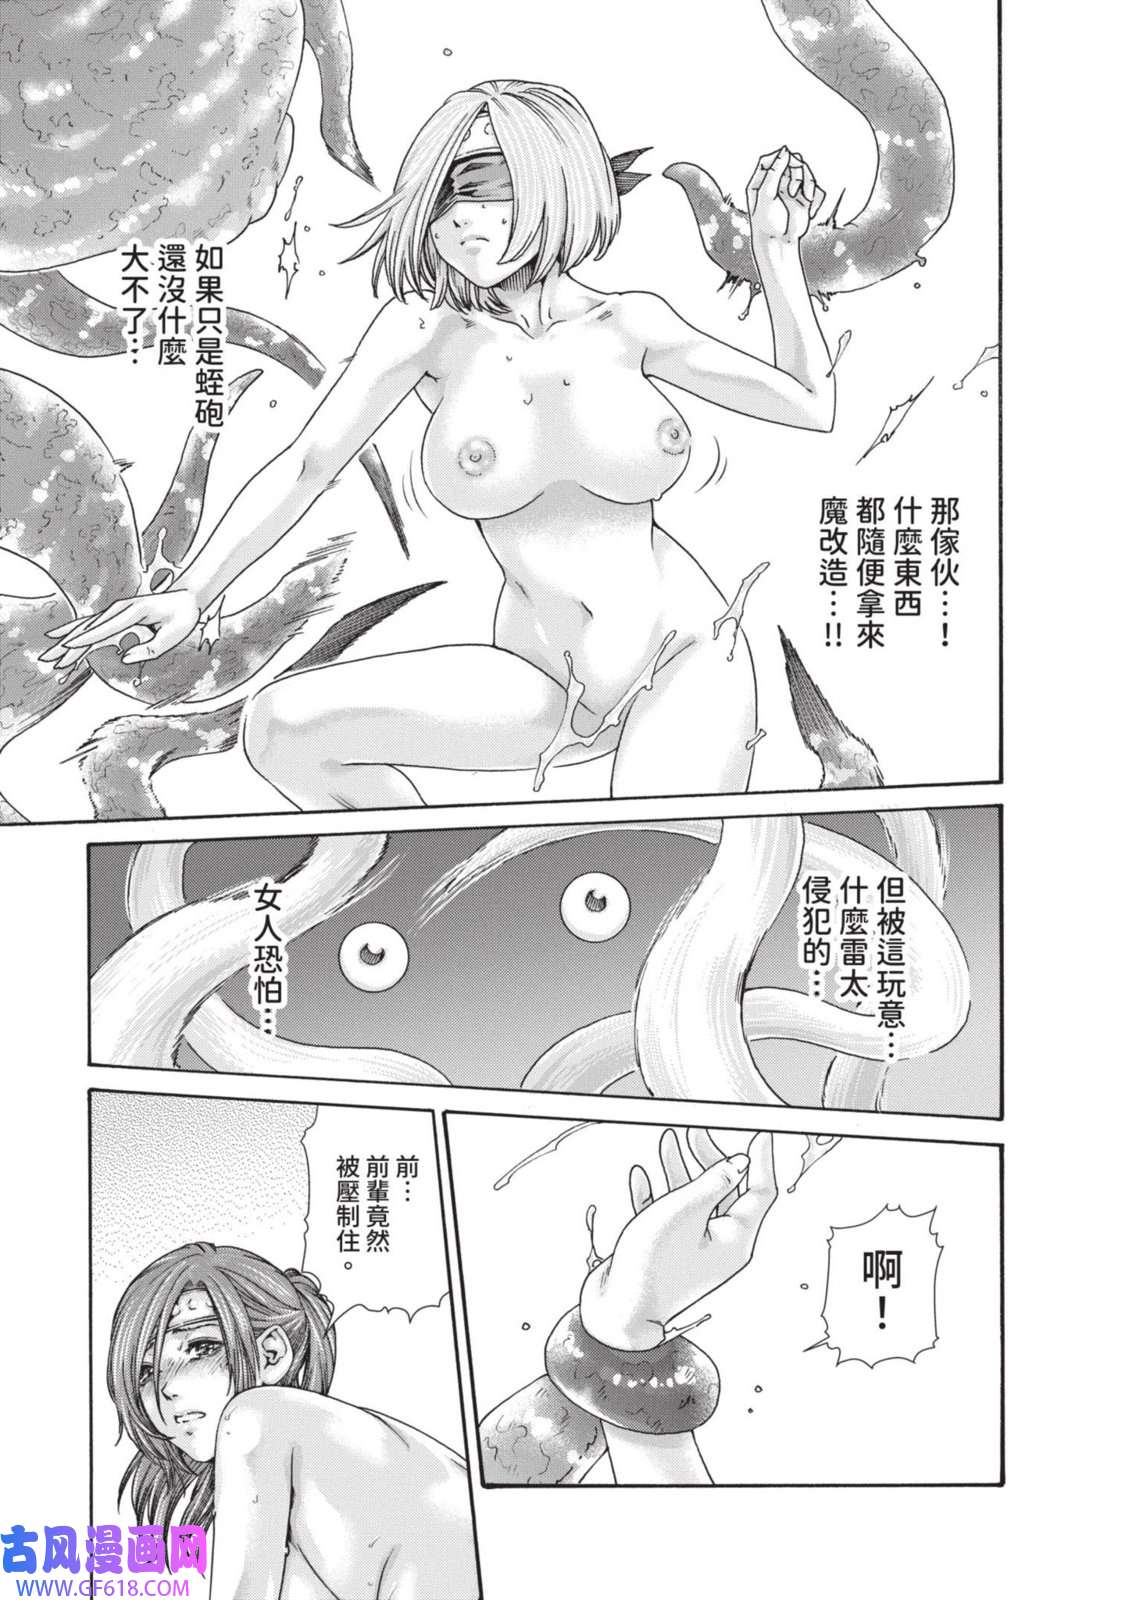 那傢伙…！
什麼東西
都隨便拿來
魔改造…!!
如果只是蛭砲
還沒什麼
大不了…
但被這玩意…
什麼雷太
侵犯的…
女人恐怕…
啊！
前…
前輩竟然
被壓制住。
古风漫画网
WWW.GF618.COM